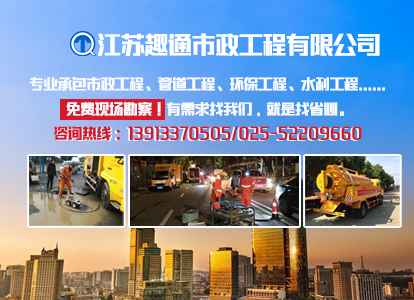 江苏趣通市政工程有限公司
专业承包市政工程、管道工程、环保工程、水利工程......
免费现场勘察！有需求找我们，就是找省心。
咨询热线：13913370505/025-52209660